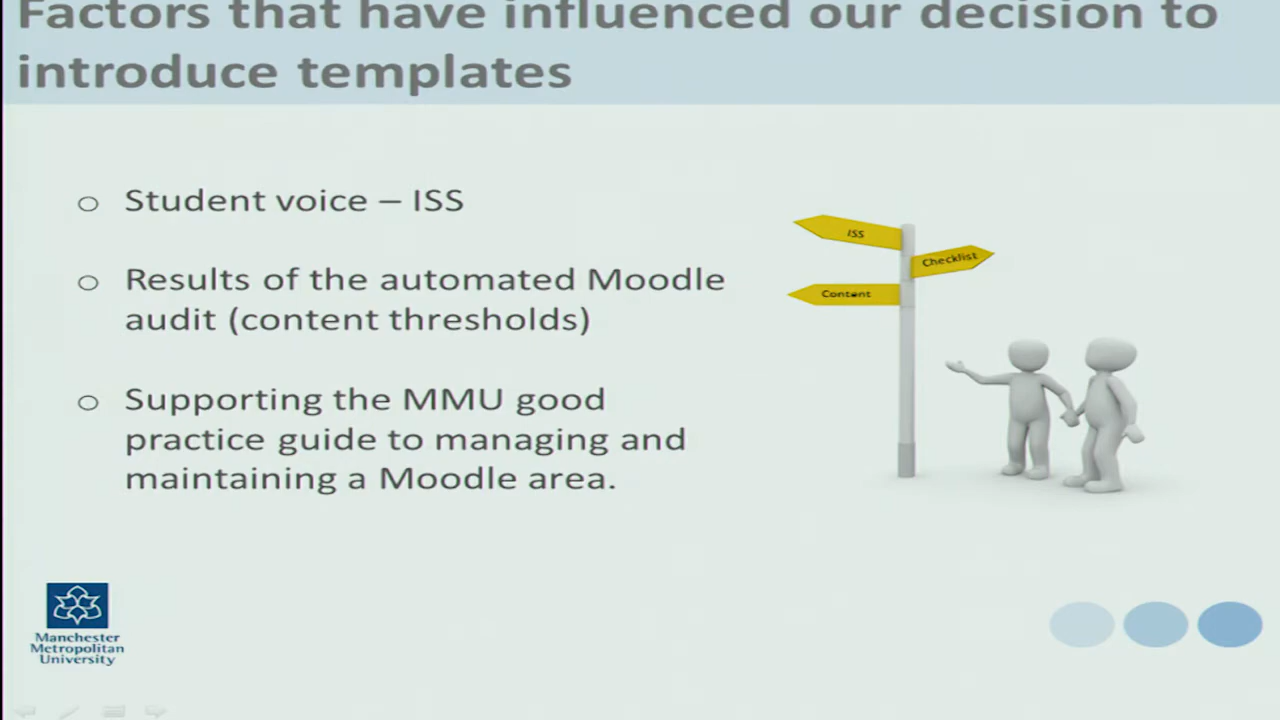 Factors that have influenced our decision to
introduce templates
Student voice – ISS
Results of the automated Moodle
audit (content thresholds)
Supporting the MMU good
practice guide to managing and
maintaining a Moodle area.
ISS
Checklist
Content
Manchester
Metropolitan
University